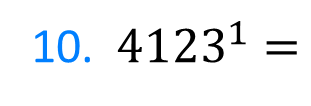 10. 4123¹ =